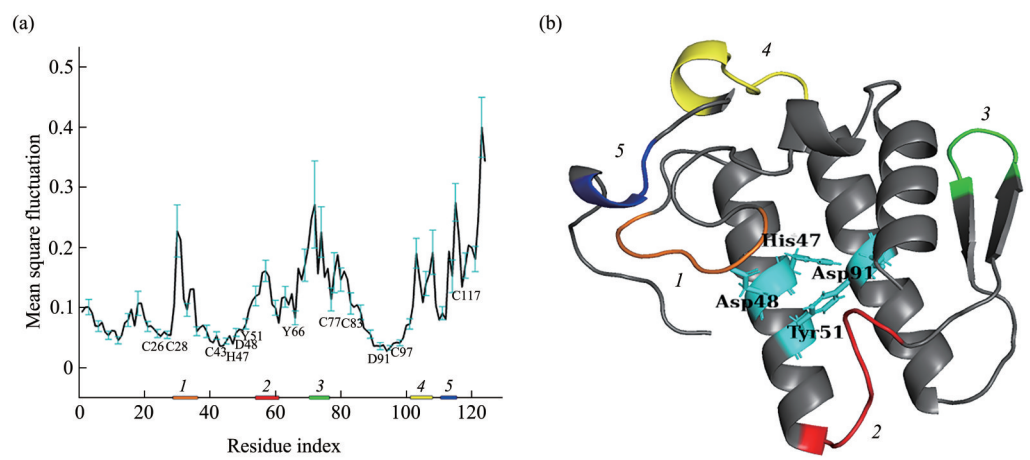 (a)
Mean square fluctuation
0.5
0.4
0.3
0.2
0.1
0
C26
C28
C43
H47
D48
Y51
Y66
C77
C83
D91
C97
C117
1
2
3
4
5
0
20
40
60
80
100
120
Residue index
(b)
4
3
5
His47
1
Asp91
Asp48
Tyr51
2